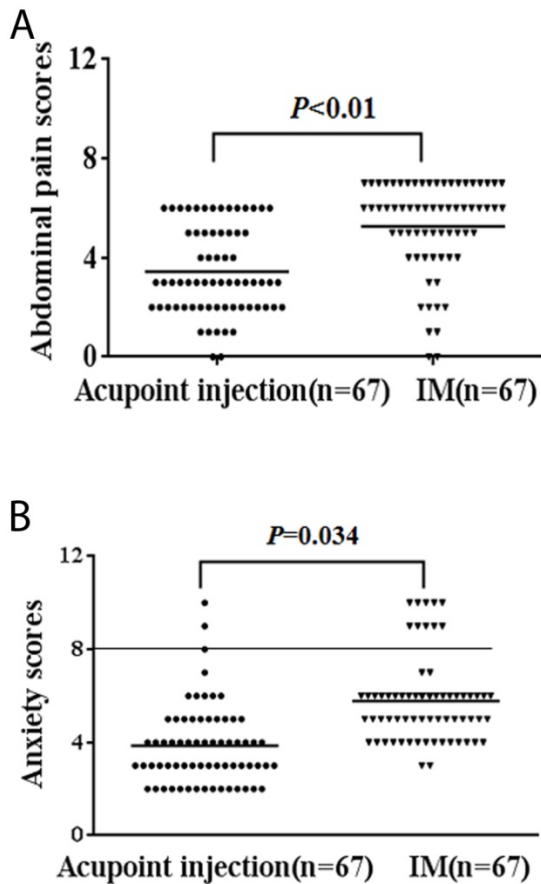 A
12
P<0.01
8
4
0
Abdominal pain scores
Acupoint injection(n=67) IM(n=67)
B
12
P=0.034
8
4
0
Anxiety scores
Acupoint injection(n=67) IM(n=67)